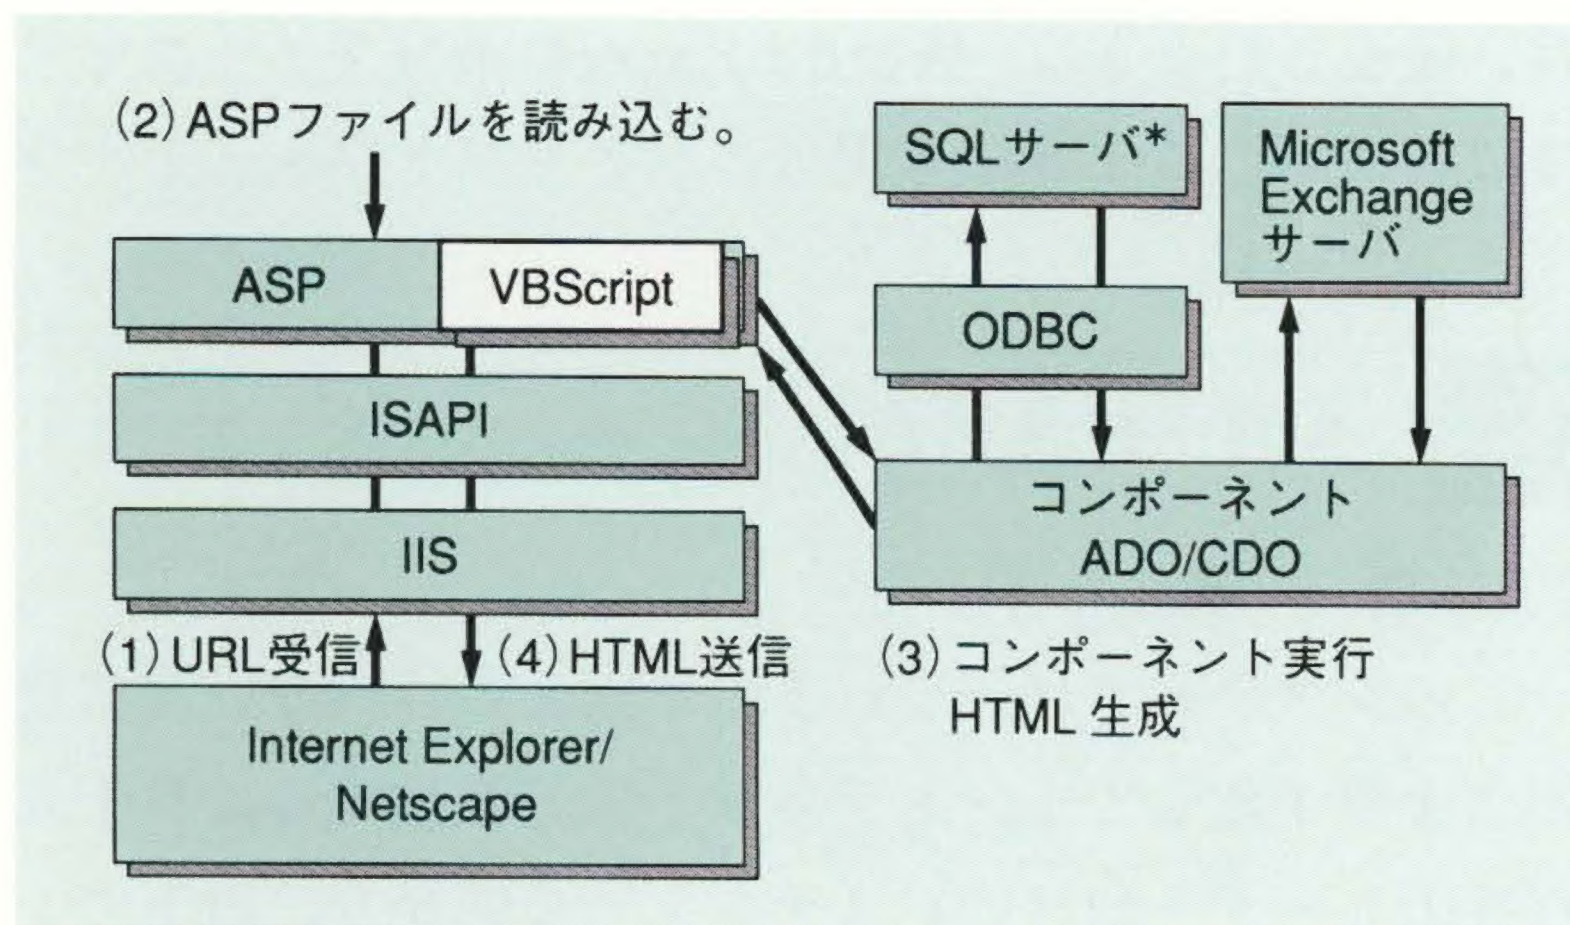 (2)ASPファイルを読み込む。
ASP
VBScript
ISAPI
IIS
(1)URL受信
(4)HTML送信
Internet Explorer/
Netscape
SQLサーバ*
Microsoft
Exchange
サーバ
ODBC
コンポーネント
ADO/CDO
(3)コンポーネント実行
HTML 生成